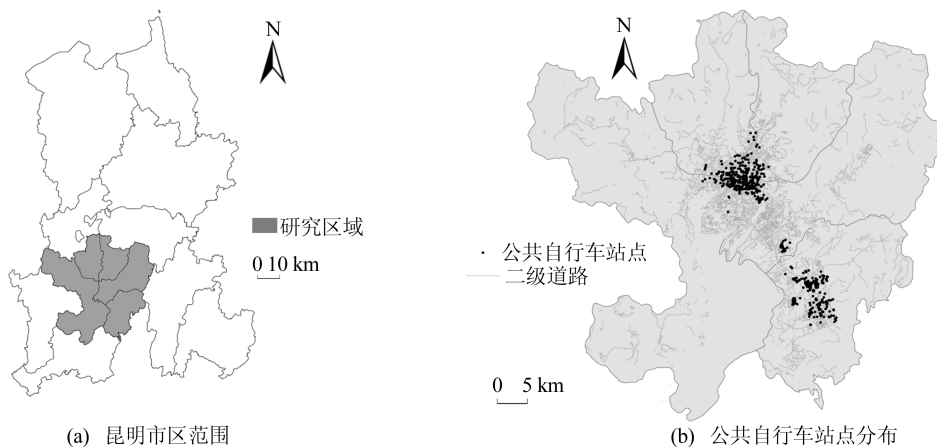 N
研究区域
0 10 km
(a) 昆明市区范围
N
公共自行车站点
二级道路
0 5 km
(b) 公共自行车站点分布